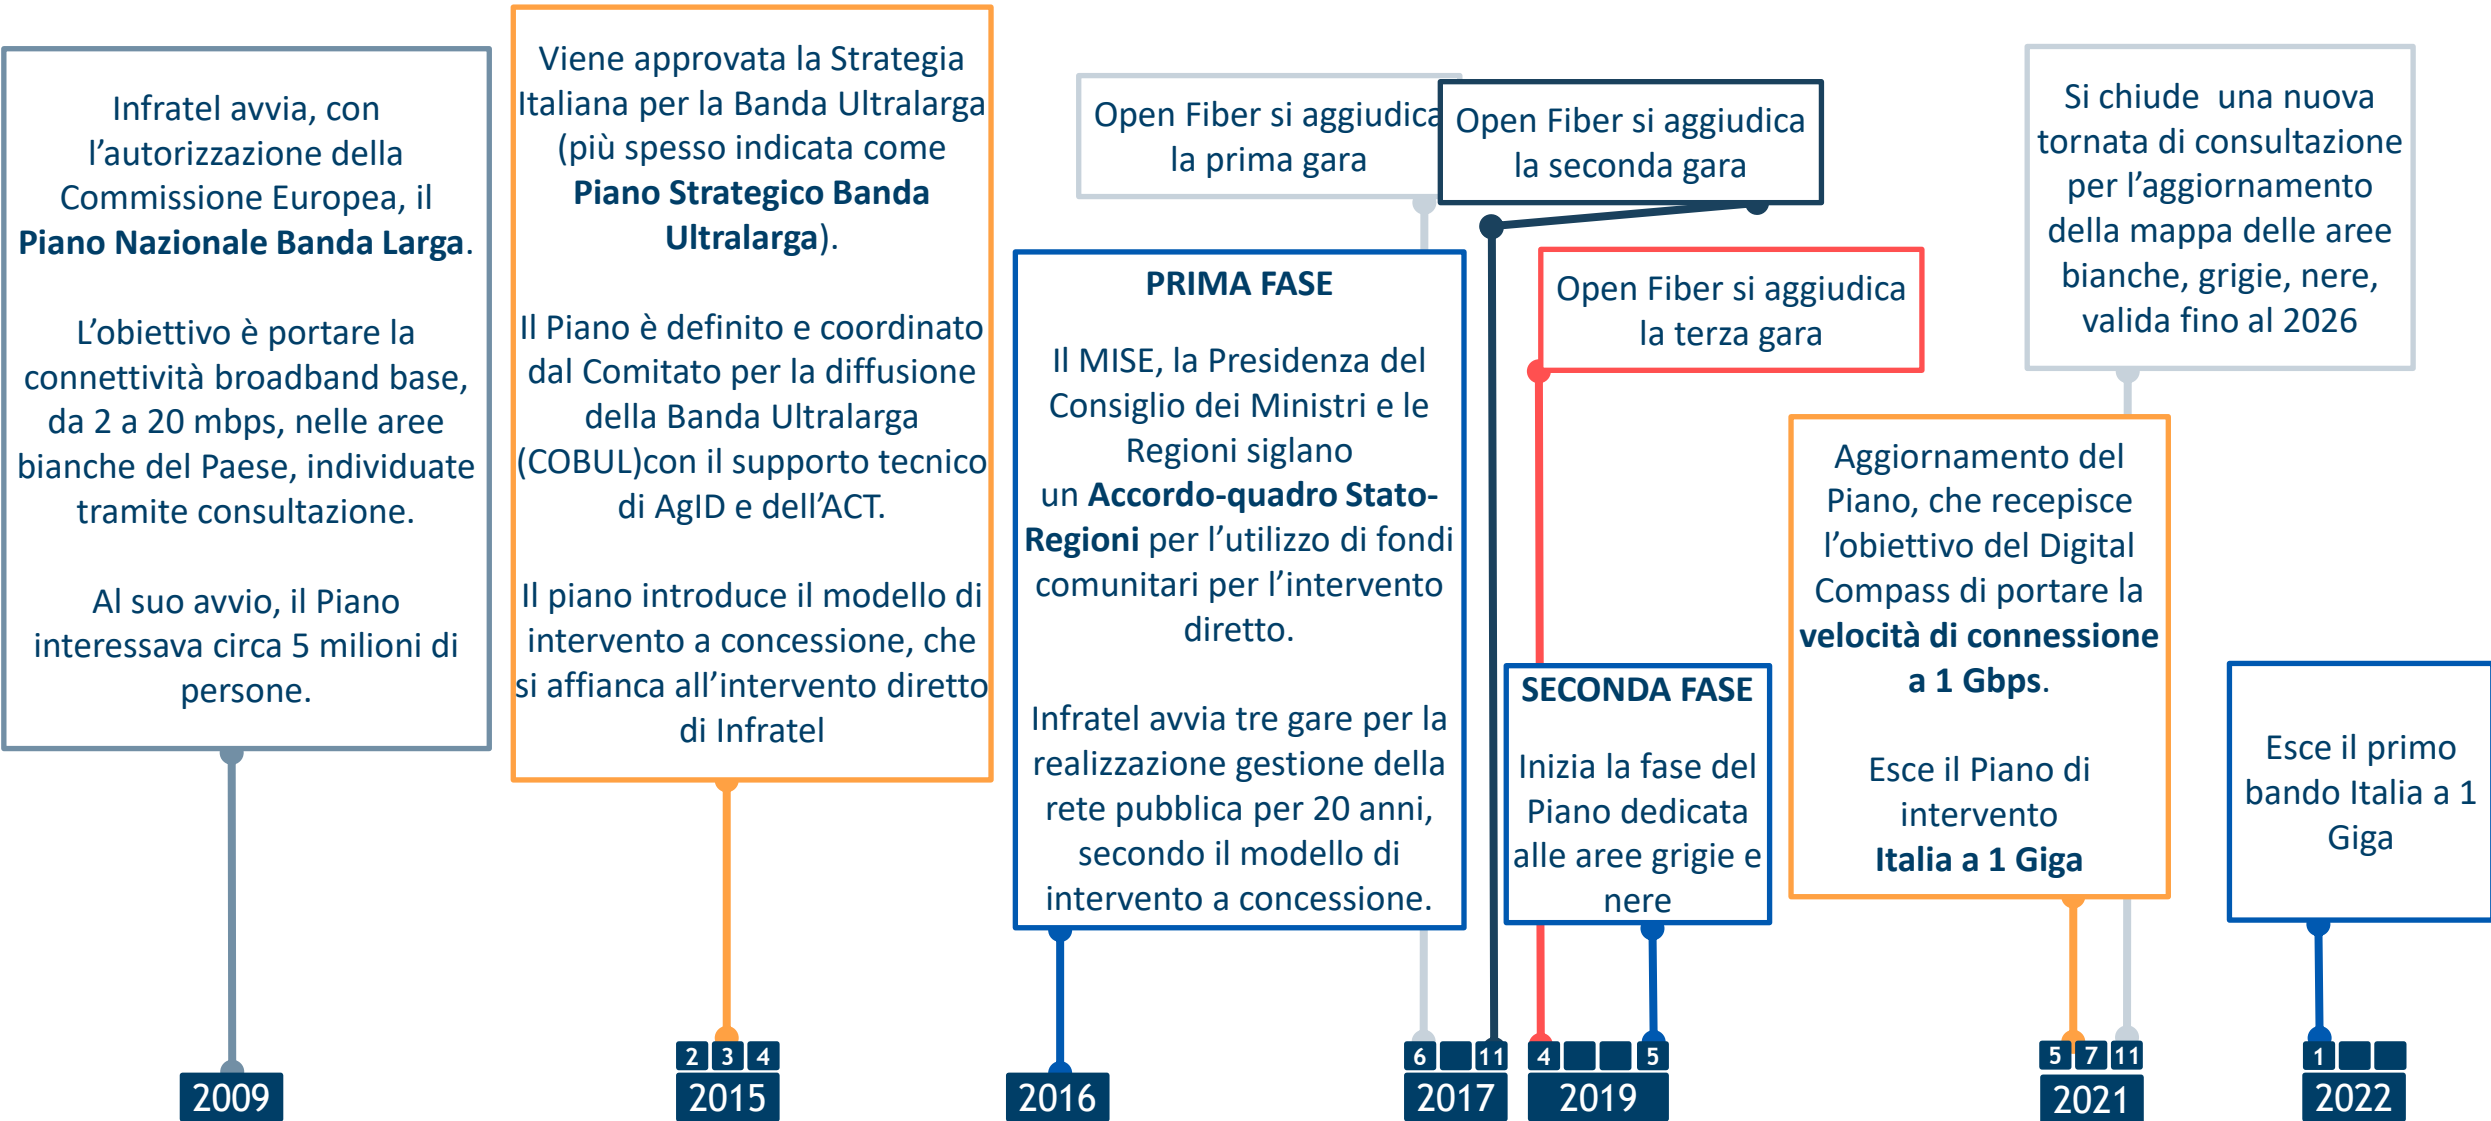 Infratel avvia, con
l’autorizzazione della
Commissione Europea, il
Piano Nazionale Banda Larga.
L’obiettivo è portare la
connettività broadband base,
da 2 a 20 mbps, nelle aree
bianche del Paese, individuate
tramite consultazione.
Al suo avvio, il Piano
interessava circa 5 milioni di
persone.
Viene approvata la Strategia
Italiana per la Banda Ultralarga
(più spesso indicata come
Piano Strategico Banda
Ultralarga).
Il Piano è definito e coordinato
dal Comitato per la diffusione
della Banda Ultralarga
(COBUL)con il supporto tecnico
di AgID e dell’ACT.
Il piano introduce il modello di
intervento a concessione, che
si affianca all’intervento diretto
di Infratel
Open Fiber si aggiudica
la prima gara
Open Fiber si aggiudica
la seconda gara
PRIMA FASE
Il MISE, la Presidenza del
Consiglio dei Ministri e le
Regioni siglano
un Accordo-quadro Stato-
Regioni per l’utilizzo di fondi
comunitari per l’intervento
diretto.
Infratel avvia tre gare per la
realizzazione gestione della
rete pubblica per 20 anni,
secondo il modello di
intervento a concessione.
Open Fiber si aggiudica
la terza gara
SECONDA FASE
Inizia la fase del
Piano dedicata
alle aree grigie e
nere
Si chiude  una nuova
tornata di consultazione
per l’aggiornamento
della mappa delle aree
bianche, grigie, nere,
valida fino al 2026
Aggiornamento del
Piano, che recepisce
l’obiettivo del Digital
Compass di portare la
velocità di connessione
a 1 Gbps.
Esce il Piano di
intervento
Italia a 1 Giga
Esce il primo
bando Italia a 1
Giga
2 3 4
6 11
4 5
5 7 11
1
2009
2015
2016
2017
2019
2021
2022